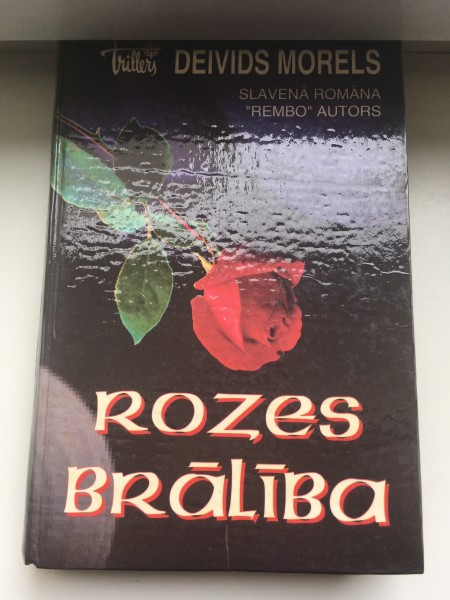 Trillers DEIVIDS MORELS
SLAVENĀ ROMĀNA
"REMBO" AUTORS
ROZES
BRĀLĪBA